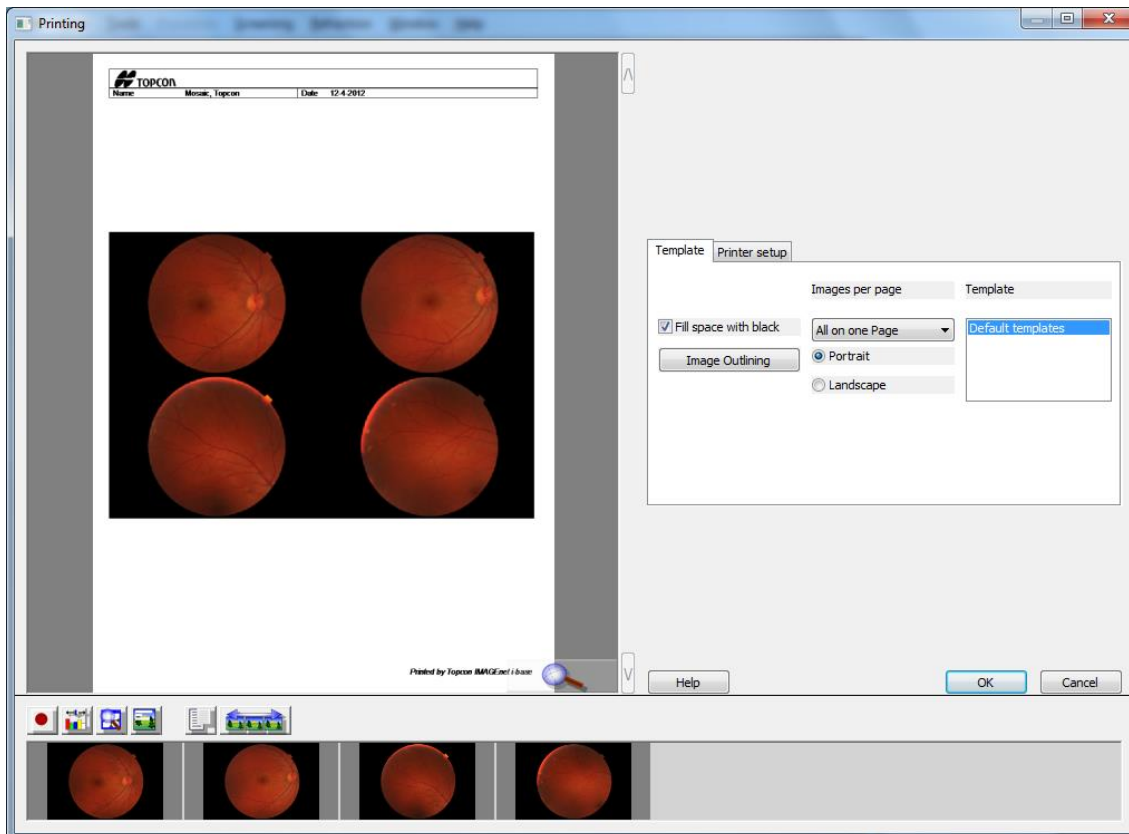 Printing
TOPCON
Name Mosaic, Topcon Date 12-4-2012
Printed by Topcon IMAGEnet i-base
Template Printer setup
Images per page Template
Fill space with black All on one Page Default templates
Image Outlining Portrait
Landscape
Help OK Cancel